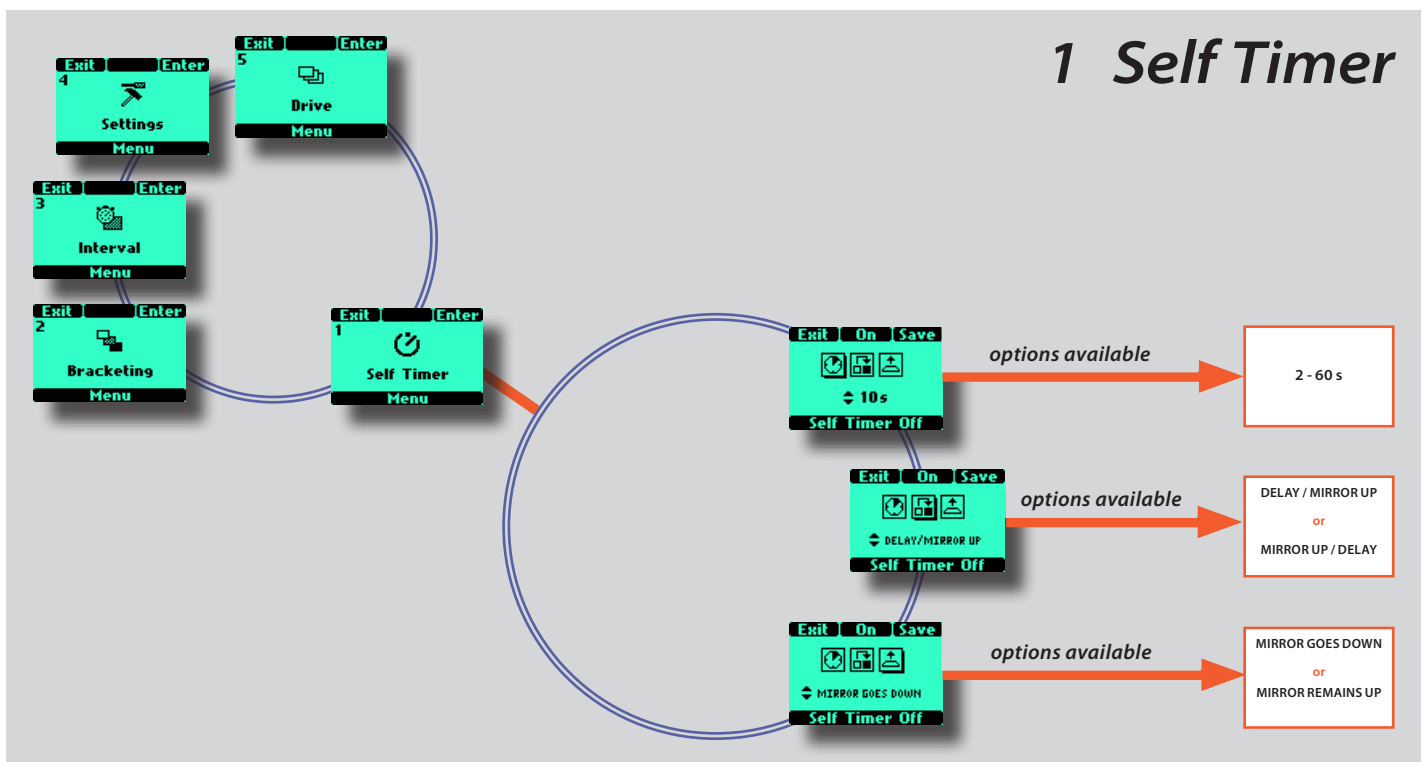 1 Self Timer
Exit Enter
5
Drive
Menu
Exit Enter
4
Settings
Menu
Exit Enter
3
Interval
Menu
Exit Enter
2
Bracketing
Menu
Exit Enter
1
Self Timer
Menu
Exit On Save
10s
Self Timer Off
options available
2 - 60 s
Exit On Save
DELAY/MIRROR UP
Self Timer Off
options available
DELAY / MIRROR UP
or
MIRROR UP / DELAY
Exit On Save
MIRROR GOES DOWN
Self Timer Off
options available
MIRROR GOES DOWN
or
MIRROR REMAINS UP